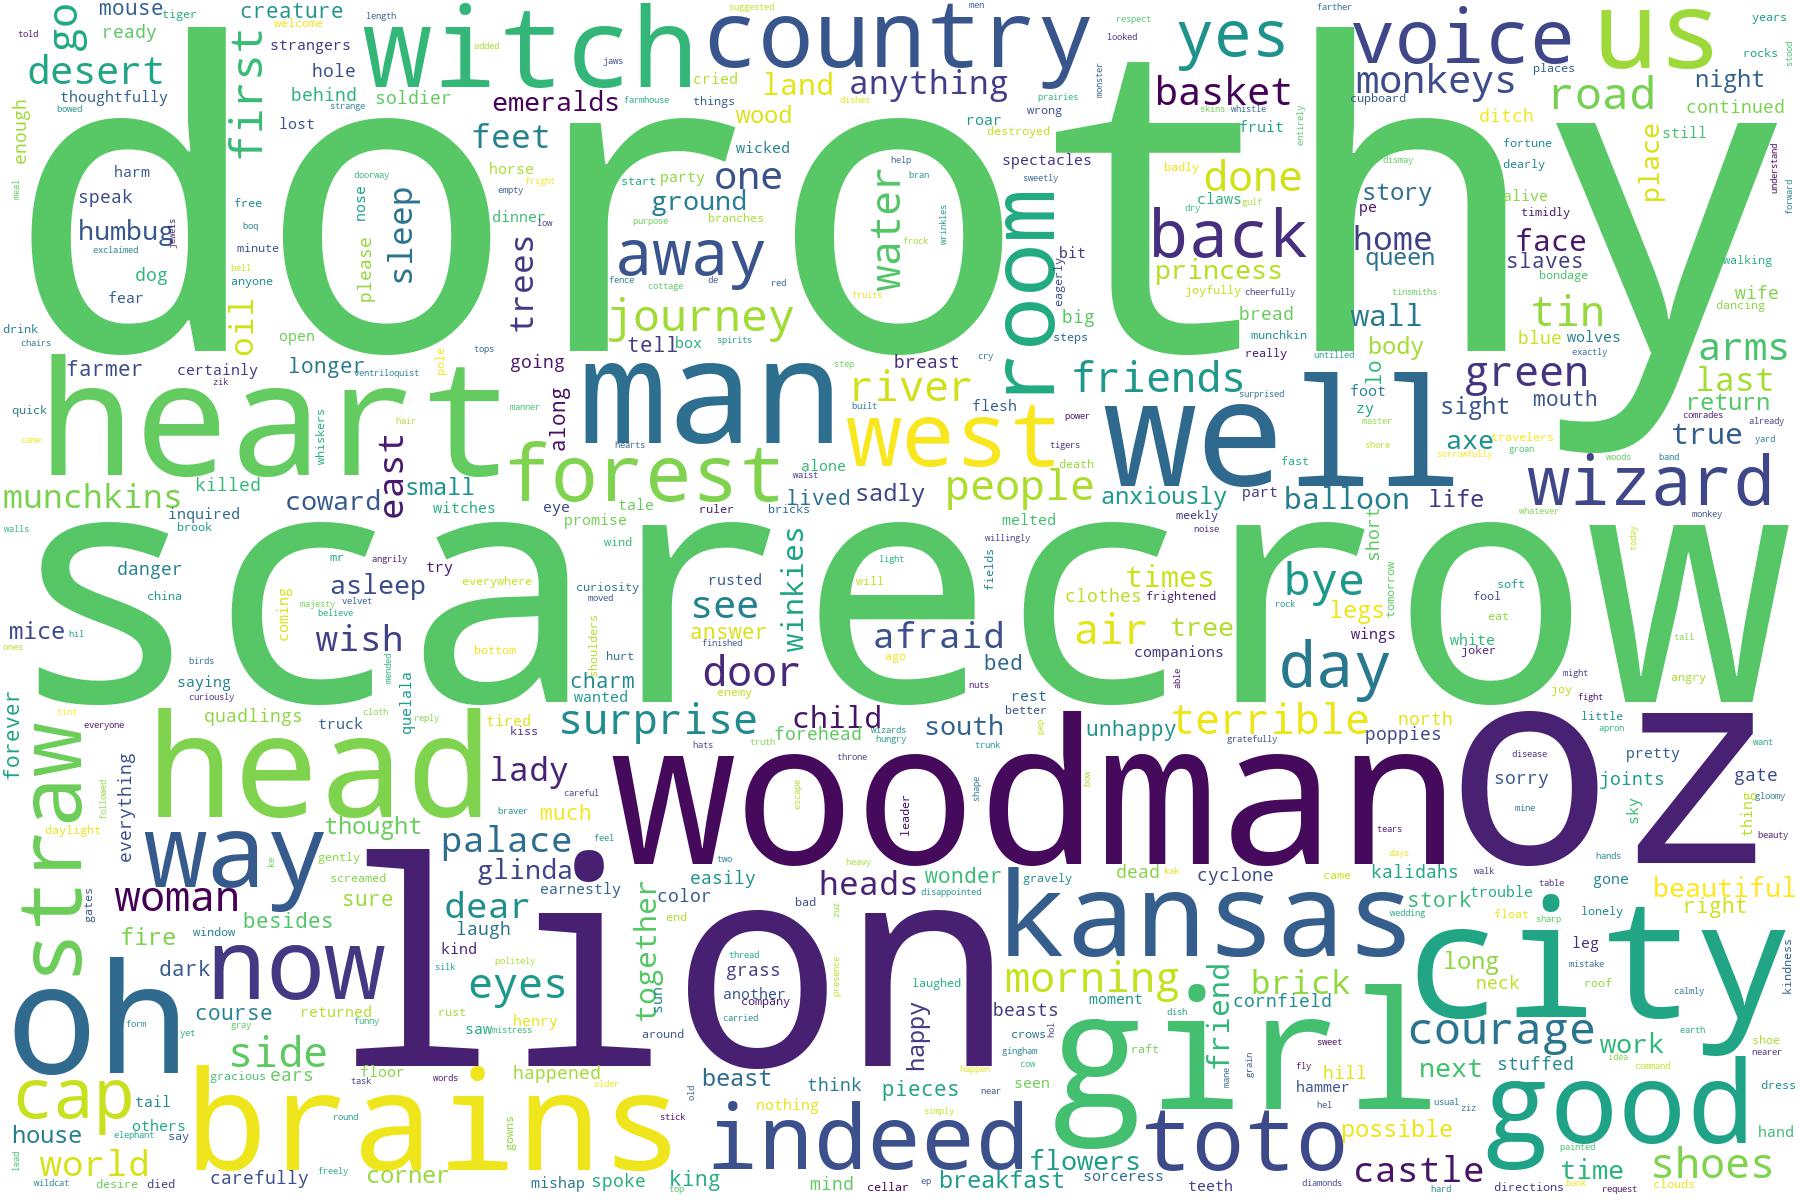 dorothy
scarecrow
lion
woodman
oz
heart
man
well
head
brains
girl
kansas
city
good
oh
now
way
witch
country
voice
us
yes
go
mouse
tiger
creature
ready
told
desert
first
strangers
hole
behind
soldier
thoughtfully
bowed
lost
enough
emeralds
feet
cried
things
land
anything
wood
roar
destroyed
wrong
basket
monkeys
places
cupboard
road
night
rocks
years
continued
still
ditch
fruit
fortune
dearly
place
suggested
men
looked
respect
farther
length
added
welcome
jaws
strange
farmhouse
dishes
prairies
monster
skins
whistle
entirely
stood
meal
harm
speak
humbug
exclaimed
jewels
dog
fear
free
boq
minute
bell
anyone
doorway
nose
please
sleep
horse
empty
fright
dinner
low
trees
start
party
one
wicked
ground
branches
purpose
away
fence
cottage
de
red
help
bran
water
frock
wrinkles
fruits
spectacles
sweetly
room
bit
eagerly
big
steps
back
princess
joyfully
cheerfully
claws
gulf
dry
badly
done
bread
munchkin
really
dismay
story
pe
home
queen
wall
tinsmiths
untilled
alive
timidly
face
slaves
bondage
tin
blue
wolves
exactly
understand
forward
walking
wife
dancing
arms
last
return
drink
chairs
farmer
certainly
zik
oil
open
longer
ventriloquist
pole
tops
going
journey
tell
box
spirits
step
breast
cry
river
flesh
built
friends
surprised
body
lo
foot
zy
master
shore
green
mouth
sight
axe
travelers
sorrowfully
groan
true
comrades
already
yard
woods
band
quick
come
whiskers
hair
manner
along
hearts
forest
west
tigers
power
death
fast
wizard
munchkins
killed
inquired
brook
walls
coward
east
small
witches
eye
tale
promise
alone
waist
lived
bricks
ruler
sadly
people
melted
meekly
noise
anxiously
part
balloon
life
whatever
monkey
danger
china
mice
hil
ones
birds
saying
curiously
mr
angrily
try
asleep
coming
majesty
velvet
believe
wish
everywhere
bottom
mended
quelala
wind
curiosity
moved
rusted
see
answer
finished
winkies
shoulders
hurt
charm
wanted
door
enemy
light
will
afraid
ago
willingly
fields
bed
nuts
rest
better
times
clothes
frightened
air
tree
companions
able
short
bye
tomorrow
rock
legs
wings
day
soft
fool
eat
white
joker
today
tall
angry
might
joy
fight
forever
straw
tint
everyone
quadlings
truck
cloth
reply
tired
kiss
surprise
hats
child
forehead
truth
wizards
hungry
south
trunk
pep
unhappy
terrible
gratefully
north
poppies
little
apron
pretty
want
disease
sorry
mine
joints
sky
gate
gloomy
thing
beauty
everything
followed
daylight
lady
careful
much
braver
feel
throne
escape
leader
shape
bow
tears
thought
palace
glinda
earnestly
gently
ke
screamed
sure
woman
gates
besides
window
fire
dear
laugh
kind
two
easily
color
end
together
heavy
bad
heads
wonder
disappointed
gravely
dead
kak
came
days
cyclone
kalidahs
walk
stork
trouble
table
wedding
float
sharp
hands
gone
lonely
beautiful
right
dark
course
returned
gray
yet
form
funny
silk
politely
rust
eyes
saw
mistress
henry
sun
around
thread
grass
another
company
carried
presence
zuz
laughed
happy
beasts
crows
hol
gingham
cow
morning
moment
dish
brick
cornfield
friend
long
neck
leg
mistake
roof
calmly
kindness
earth
courage
work
idea
command
shoe
nearer
side
gracious
ears
floor
task
words
happened
older
cap
tail
others
say
house
elephant
lead
wildcat
world
desire
died
round
carefully
freely
corner
gowns
mishap
spoke
stick
old
beast
king
top
nothing
indeed
think
mind
pieces
simply
cellar
ep
near
happen
seen
breakfast
flowers
sorceress
raft
toto
teeth
mane
grain
sweet
fly
hill
hammer
hel
possible
diamonds
castle
hard
next
usual
ziz
stuffed
directions
painted
time
bank
request
shoes
clouds
hand
dress